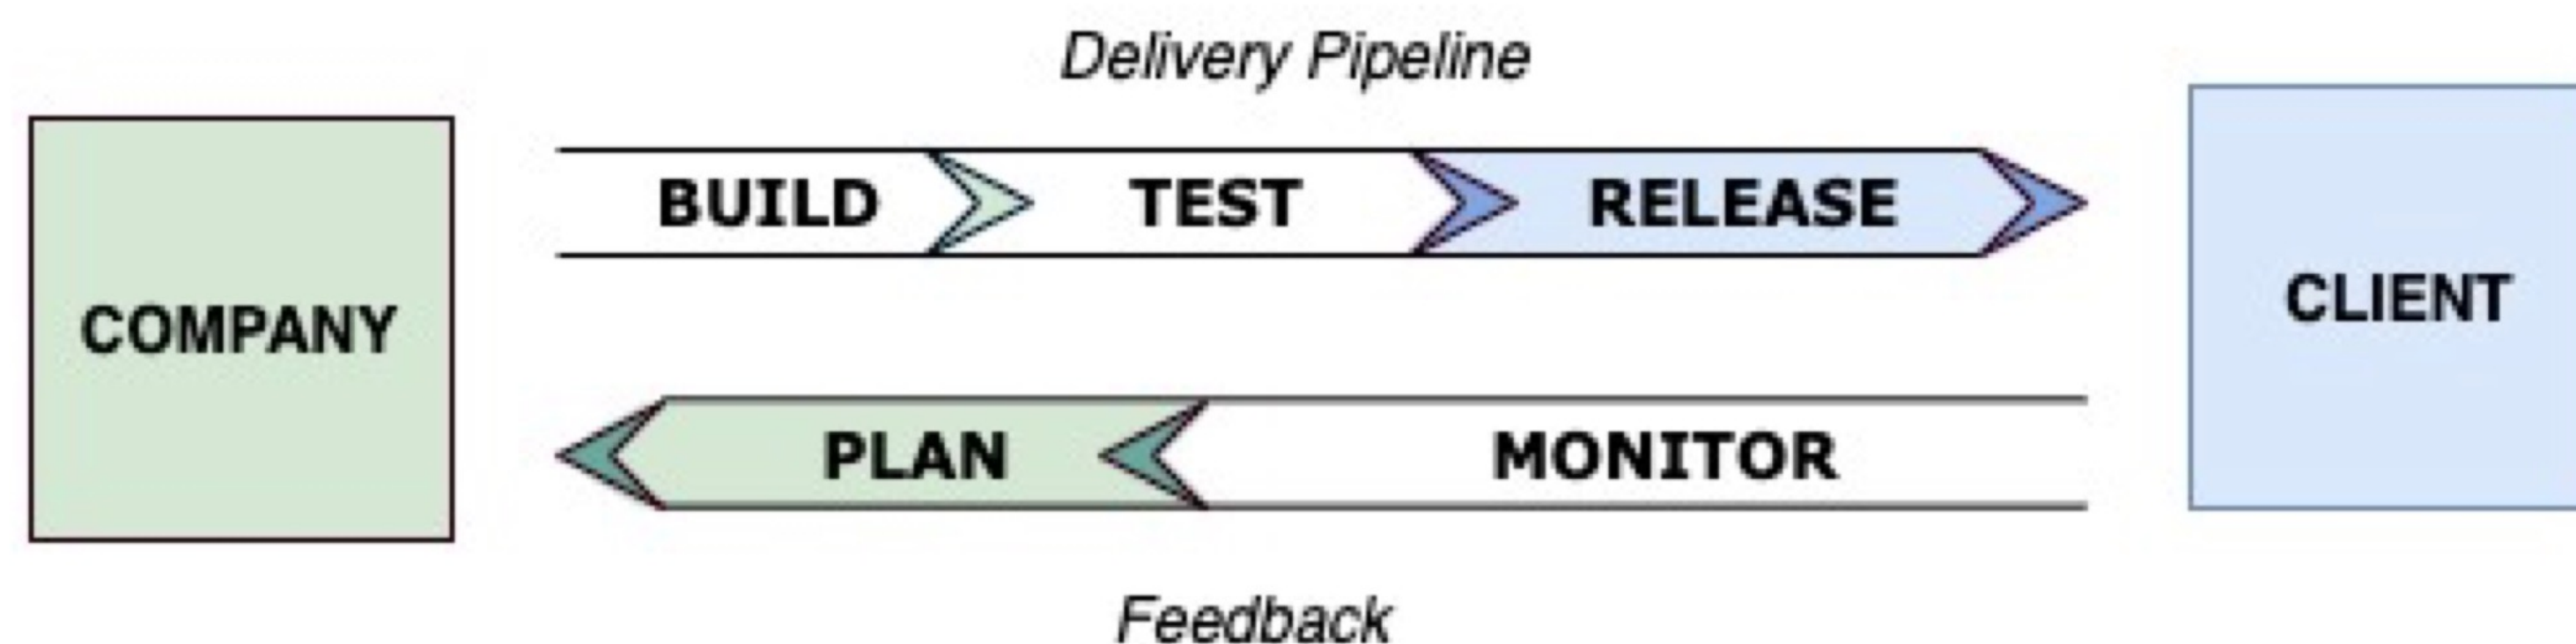 Delivery Pipeline
COMPANY
BUILD
TEST
RELEASE
CLIENT
PLAN
MONITOR
Feedback